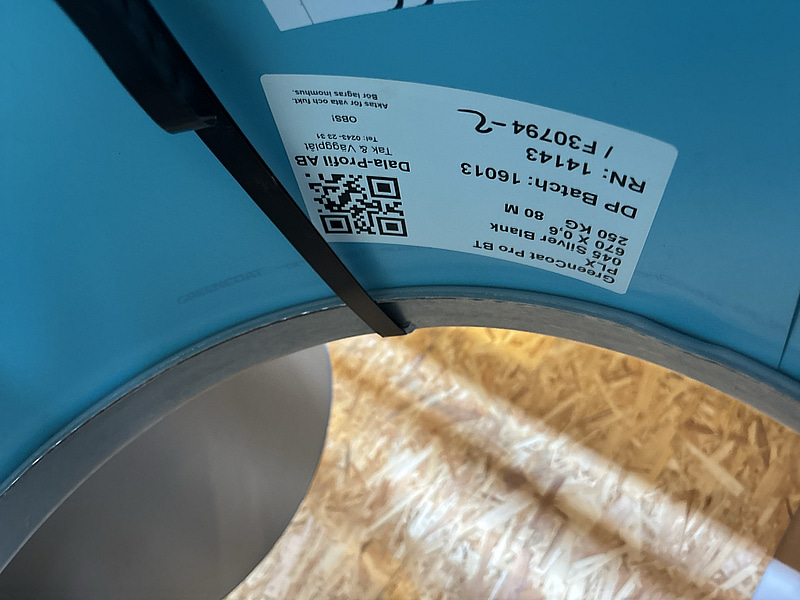 GreenCoat Pro BT
PLX
045 Silver Blank
670 X 0,6
250 KG 80 M
DP Batch: 16013
RN: 14143
/ F30794-2
Dala-Profil AB
Tak & Väggplåt
Tel: 0243-23 31
OBS!
Aktas för väta och fukt.
Bör lagras inomhus.